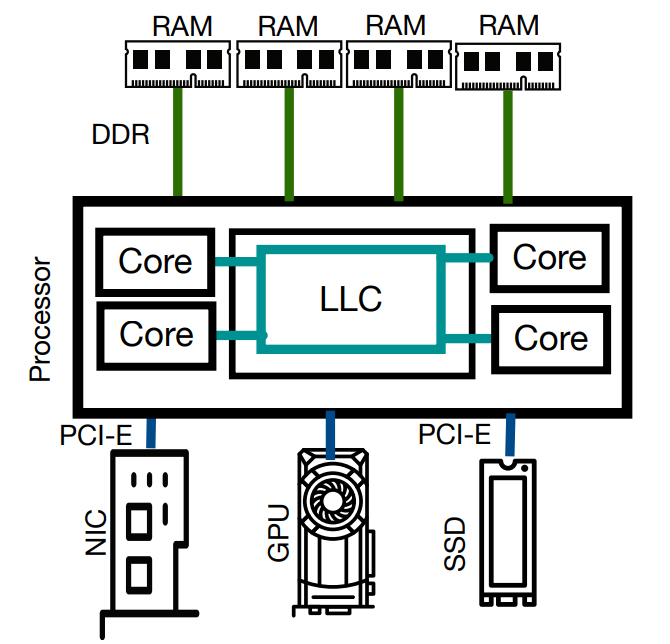 RAM RAM RAM RAM
DDR
Processor
Core
Core
LLC
Core
Core
PCI-E
PCI-E
NIC
GPU
SSD